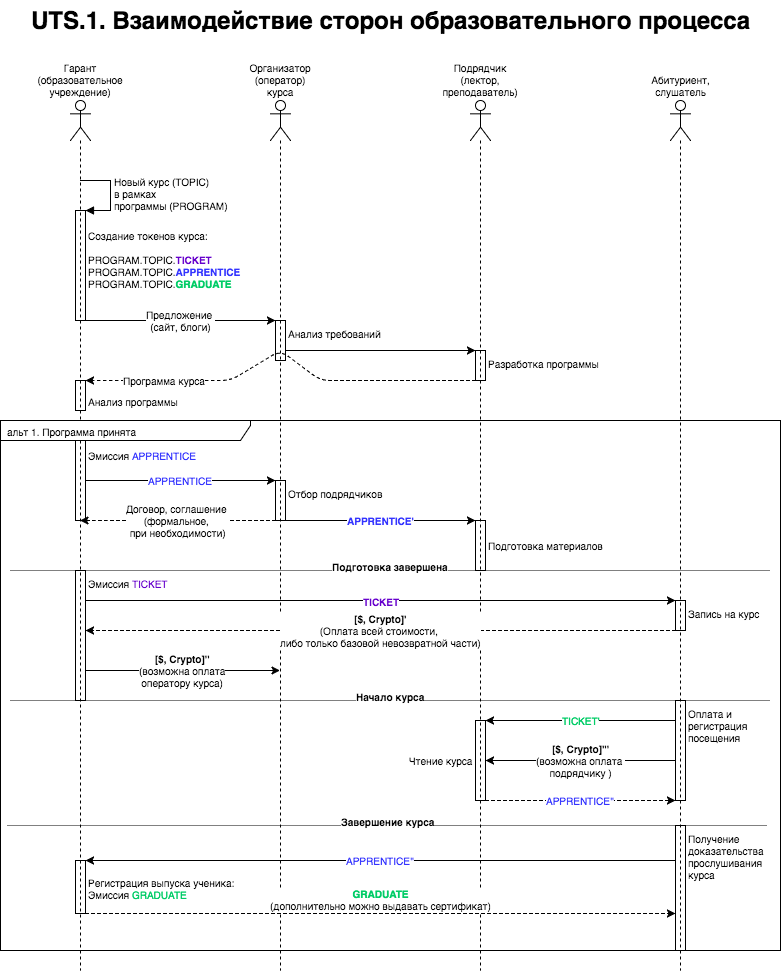 UTS.1. Взаимодействие сторон образовательного процесса
Гарант
(образовательное
учреждение)
Организатор
(оператор)
курса
Подрядчик
(лектор,
преподаватель)
Абитуриент,
слушатель
Новый курс (TOPIC)
в рамках
программы (PROGRAM)
Создание токенов курса:
PROGRAM.TOPIC.TICKET
PROGRAM.TOPIC.APPRENTICE
PROGRAM.TOPIC.GRADUATE
Предложение
(сайт, блоги)
Анализ требований
Разработка программы
Программа курса
Анализ программы
альт 1. Программа принята
Эмиссия APPRENTICE
APPRENTICE
Отбор подрядчиков
Договор, соглашение
(формальное,
при необходимости)
APPRENTICE'
Подготовка материалов
Подготовка завершена
Эмиссия TICKET
TICKET
Запись на курс
[$, Crypto]'
(Оплата всей стоимости,
либо только базовой невозвратной части)
[$, Crypto]''
(возможна оплата
оператору курса)
Начало курса
Оплата и
регистрация
посещения
TICKET'
Чтение курса
[$, Crypto]'''
(возможна оплата
подрядчику )
APPRENTICE''
Завершение курса
Получение
доказательства
прослушивания
курса
APPRENTICE''
Регистрация выпуска ученика:
Эмиссия GRADUATE
GRADUATE
(дополнительно можно выдавать сертификат)